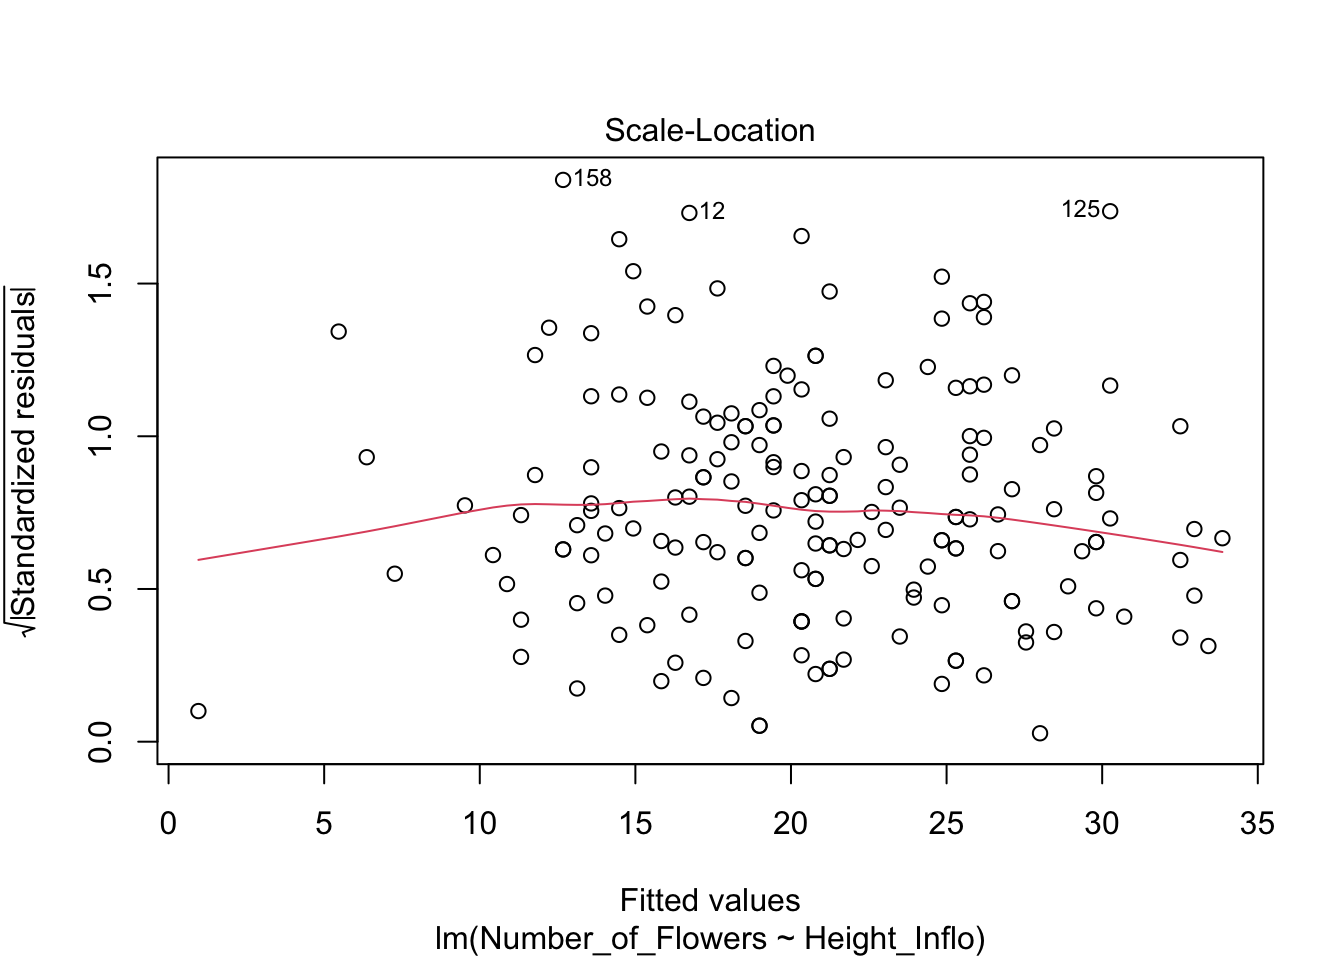 Scale-Location
158
12
125
√|Standardized residuals|
0.0 0.5 1.0 1.5
0 5 10 15 20 25 30 35
Fitted values
lm(Number_of_Flowers ~ Height_Inflo)